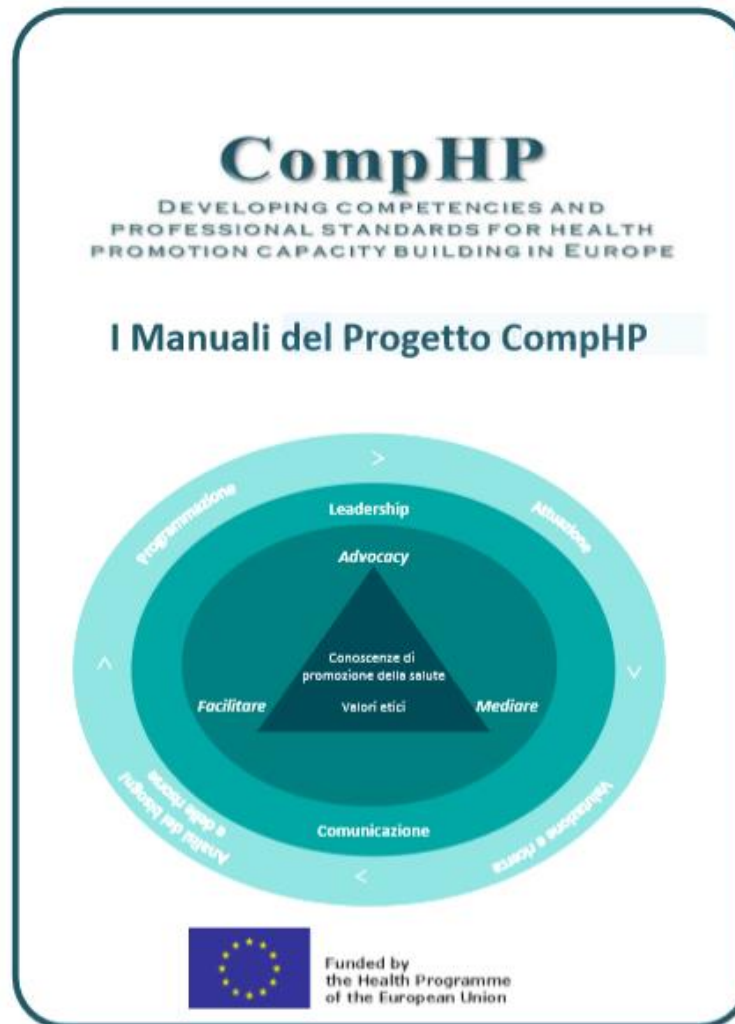 CompHP
DEVELOPING COMPETENCIES AND
PROFESSIONAL STANDARDS FOR HEALTH
PROMOTION CAPACITY BUILDING IN EUROPE
I Manuali del Progetto CompHP
>
Programmazione
Attuazione
Leadership
Advocacy
Conoscenze di
promozione della salute
Valori etici
Facilitare
Mediare
Comunicazione
Analisi dei bisogni
e delle risorse
Valutazione e ricerca
Funded by
the Health Programme
of the European Union